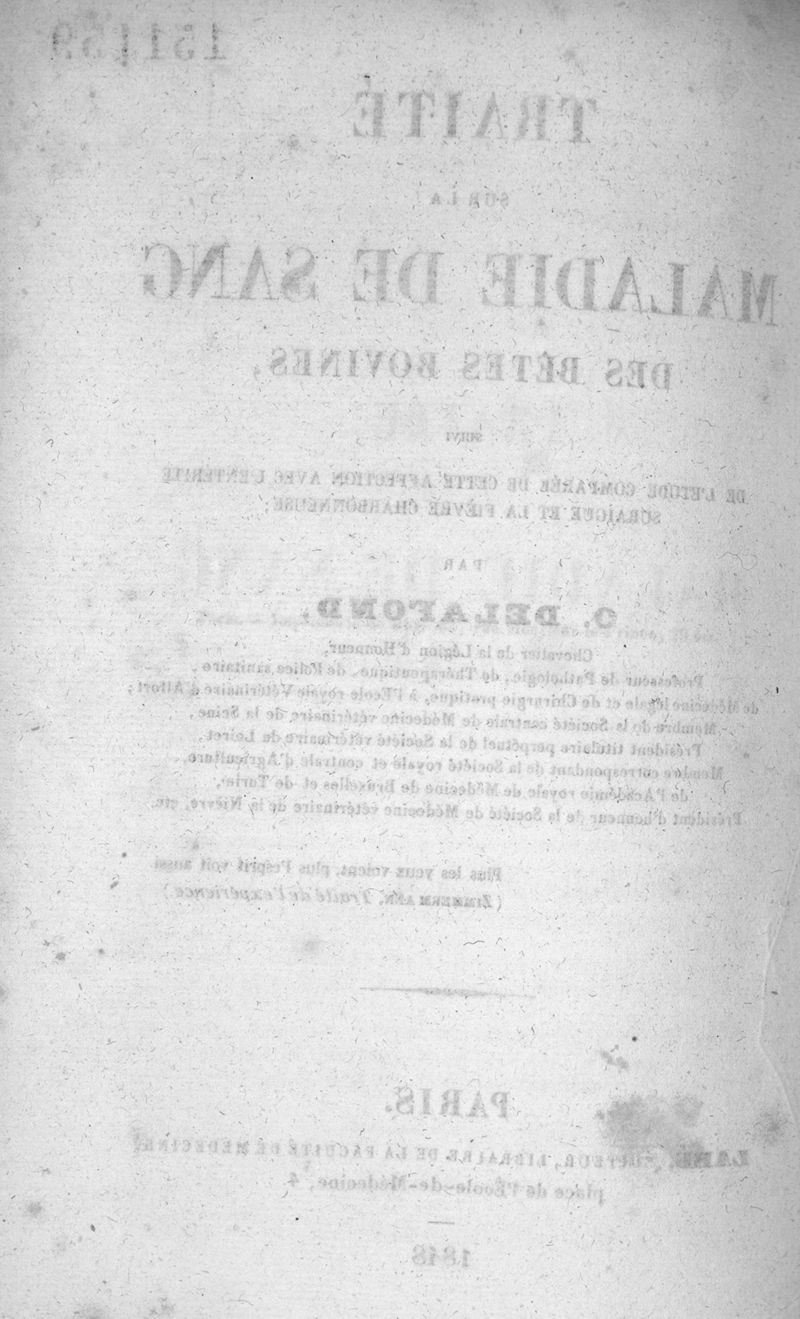 151159
TRAITÉ
SUR LA
MALADIE DE SANG
DES BÊTES BOVINES,
SUIVI
DE L'ÉTUDE COMPARÉE DE CETTE AFFECTION AVEC L'ENTÉRITE
SURAIGUE ET LA FIÈVRE CHARBONNEUSE;
PAR
O. DELAFOND,
Chevalier de la Légion d'Honneur,
Professeur de Pathologie, de Thérapeutique, de Police sanitaire,
de Médecine légale et de Chirurgie pratique, à l'École royale Vétérinaire d'Alfort;
Membre de la Société centrale de Médecine vétérinaire de la Seine,
Président titulaire perpétuel de la Société vétérinaire du Loiret,
Membre correspondant de la Société royale et centrale d'Agriculture,
de l'Académie royale de Médecine de Bruxelles et de Turin,
Président d'honneur de la Société de Médecine vétérinaire de la Nièvre, etc.
Plus les yeux voient, plus l'esprit voit aussi.
(ZIMMERMANN, Traité de l'expérience.)
PARIS.
LABÉ, ÉDITEUR, LIBRAIRE DE LA FACULTÉ DE MÉDECINE,
place de l'École-de-Médecine, 4.
1848